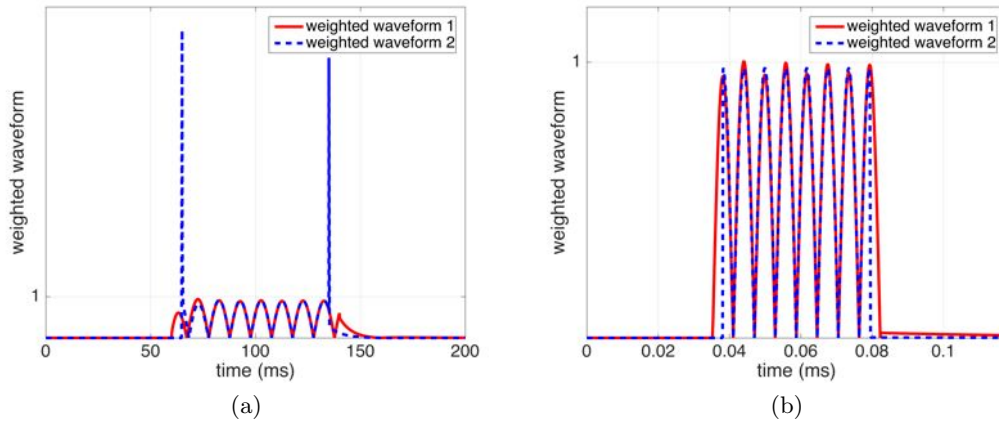 weighted waveform 1
weighted waveform 2
1
weighted waveform
0 50 100 150 200
time (ms)
(a)
weighted waveform 1
weighted waveform 2
1
weighted waveform
0 0.02 0.04 0.06 0.08 0.1
time (ms)
(b)